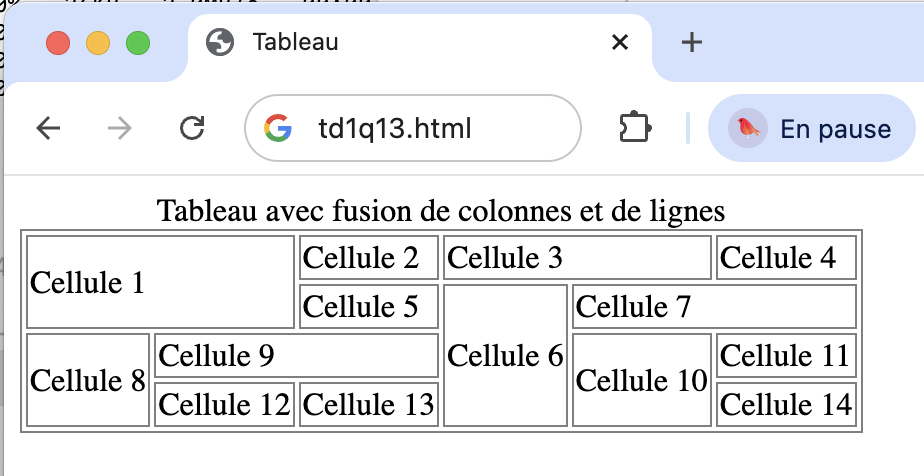 Tableau
td1q13.html
En pause
Tableau avec fusion de colonnes et de lignes
Cellule 1
Cellule 2
Cellule 3
Cellule 4
Cellule 5
Cellule 6
Cellule 7
Cellule 8
Cellule 9
Cellule 10
Cellule 11
Cellule 12
Cellule 13
Cellule 14